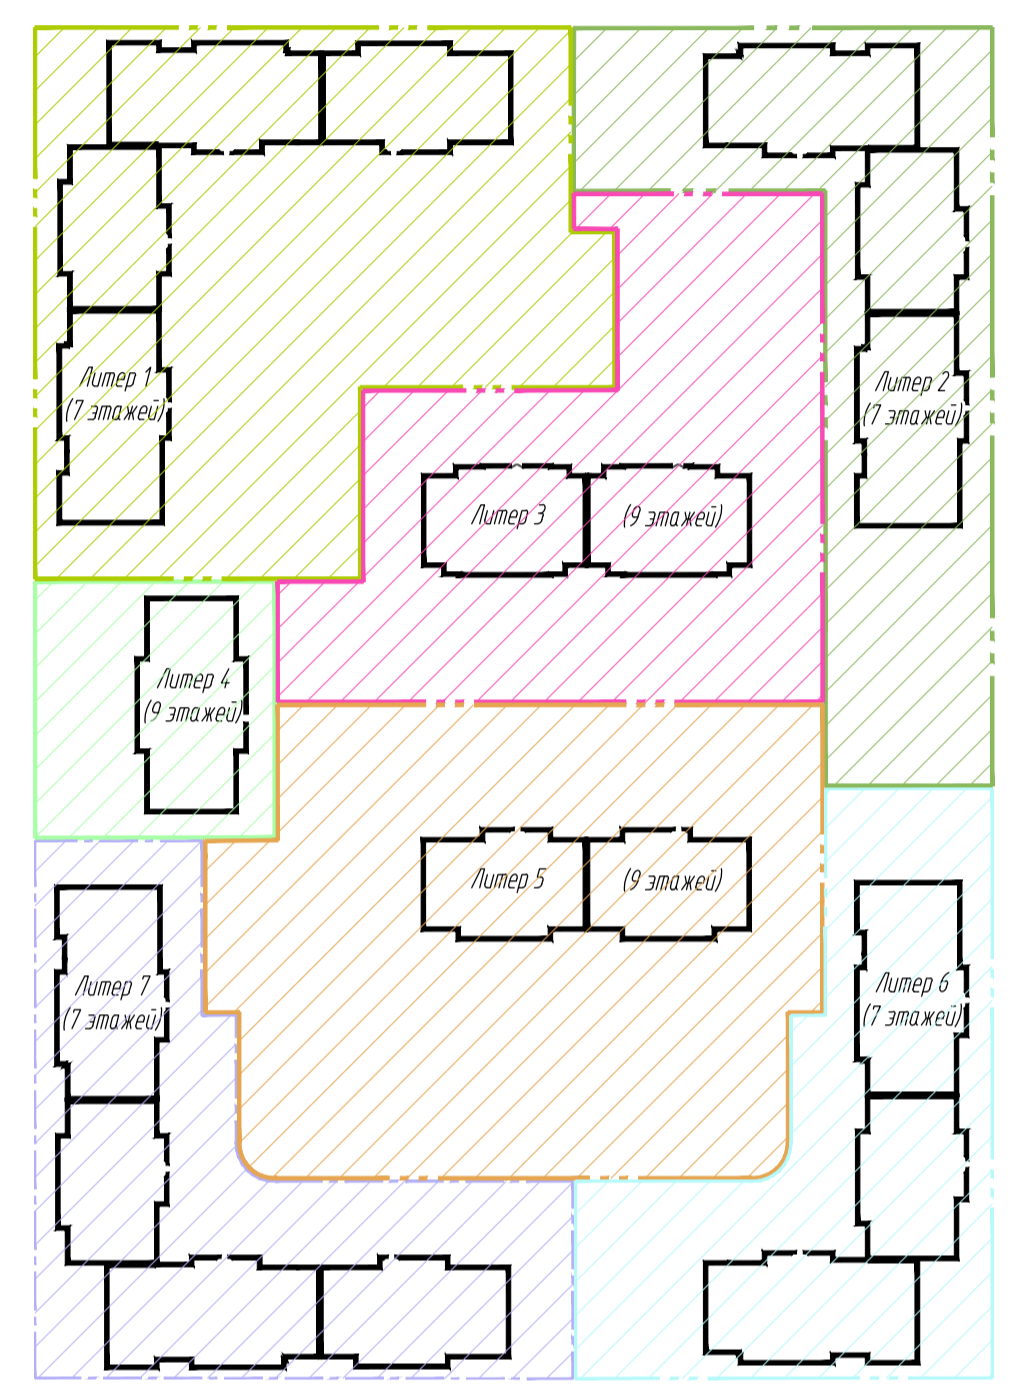 Литер 1
(7 этажей)
Литер 2
(7 этажей)
Литер 3 (9 этажей)
Литер 4
(9 этажей)
Литер 5 (9 этажей)
Литер 7
(7 этажей)
Литер 6
(7 этажей)